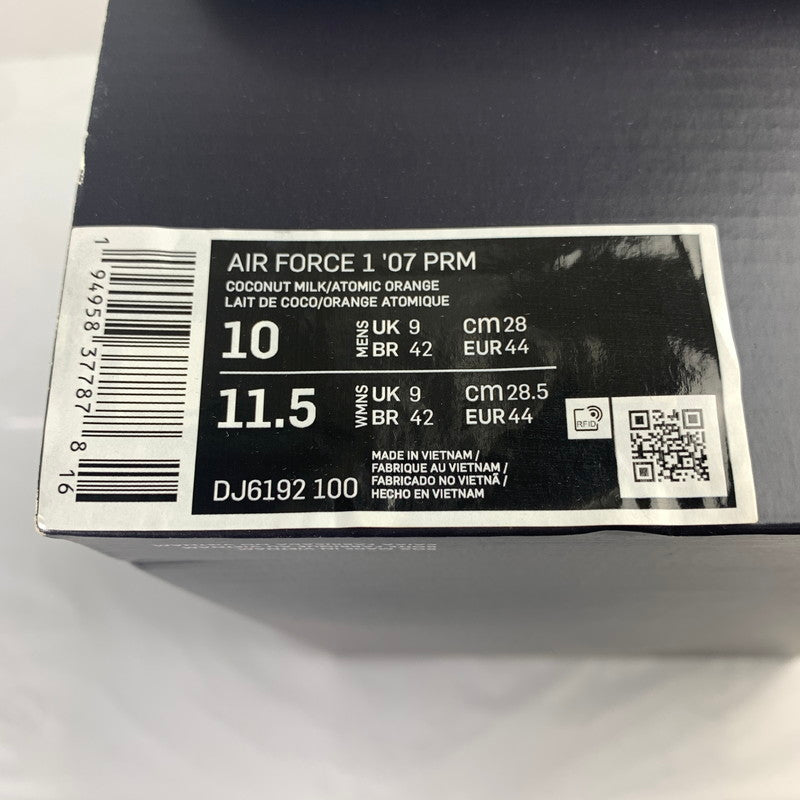 AIR FORCE 1 '07 PRM
COCONUT MILK/ATOMIC ORANGE
LAIT DE COCO/ORANGE ATOMIQUE
10 MENS UK 9 cm 28
BR 42 EUR 44
11.5 WMNS UK 9 cm 28.5
BR 42 EUR 44
RFID
MADE IN VIETNAM /
FABRIQUE AU VIETNAM /
FABRICADO NO VIETNÃ /
HECHO EN VIETNAM
DJ6192 100
1 94958 37787 8 16